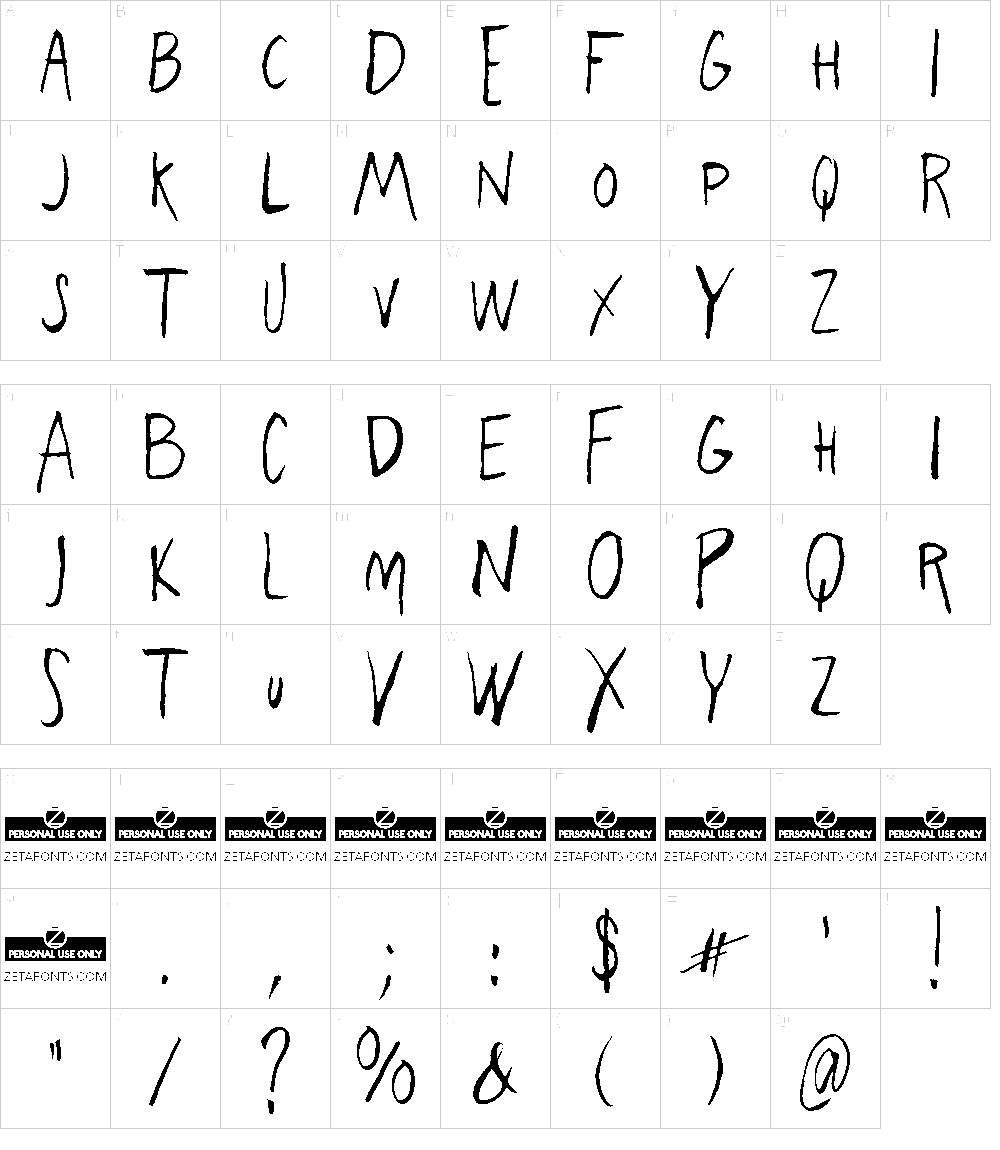 A B C D E F G H I
J K L M N O P Q R
S T U V W X Y Z
A B C D E F G H I
J K L M N O P Q R
S T U V W X Y Z
PERSONAL USE ONLY PERSONAL USE ONLY PERSONAL USE ONLY PERSONAL USE ONLY PERSONAL USE ONLY PERSONAL USE ONLY PERSONAL USE ONLY PERSONAL USE ONLY PERSONAL USE ONLY
ZETAFONTS.COM ZETAFONTS.COM ZETAFONTS.COM ZETAFONTS.COM ZETAFONTS.COM ZETAFONTS.COM ZETAFONTS.COM ZETAFONTS.COM ZETAFONTS.COM
PERSONAL USE ONLY . , ; : $ # ' !
ZETAFONTS.COM
" / ? % & ( ) @